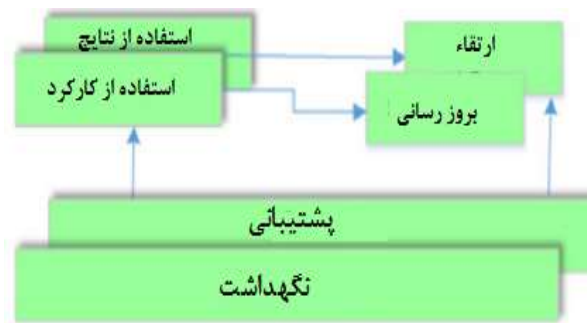 استفاده از نتایج
ارتقاء
استفاده از کارکرد
بروز رسانی
پشتیبانی
نگهداشت